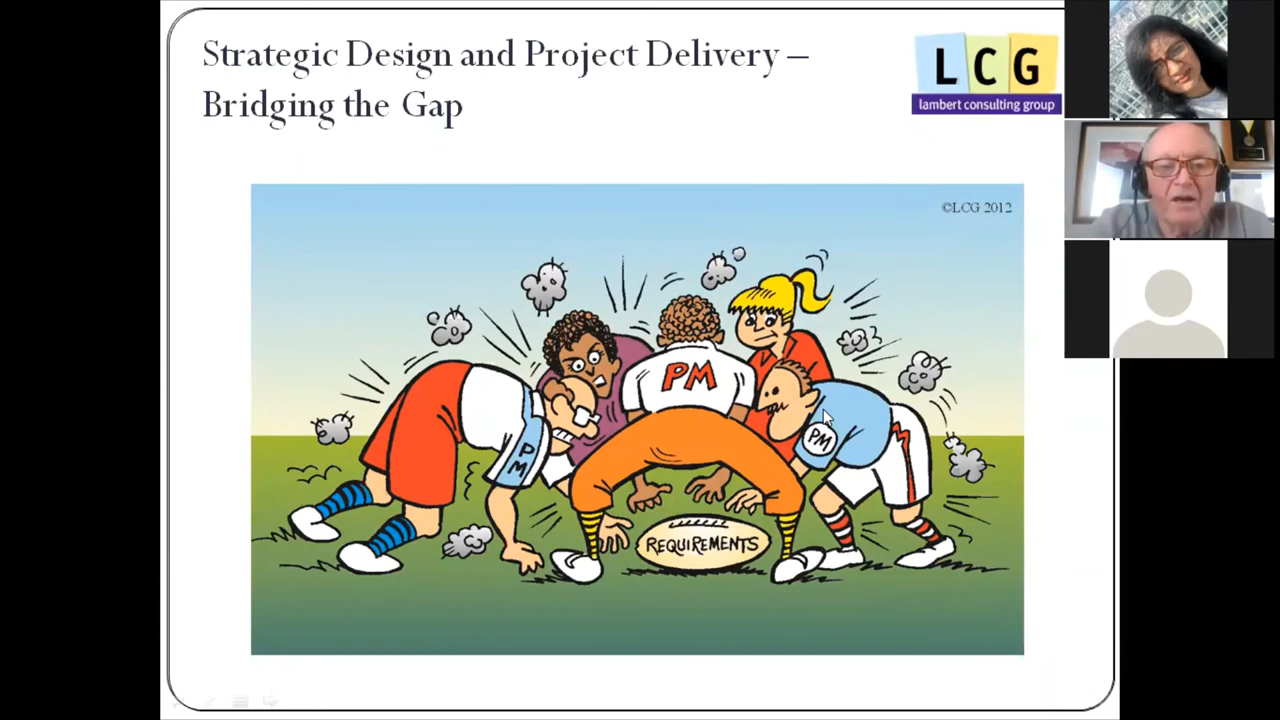 Strategic Design and Project Delivery –
Bridging the Gap
LCG
lambert consulting group
©LCG 2012
PM
PM
PM
REQUIREMENTS